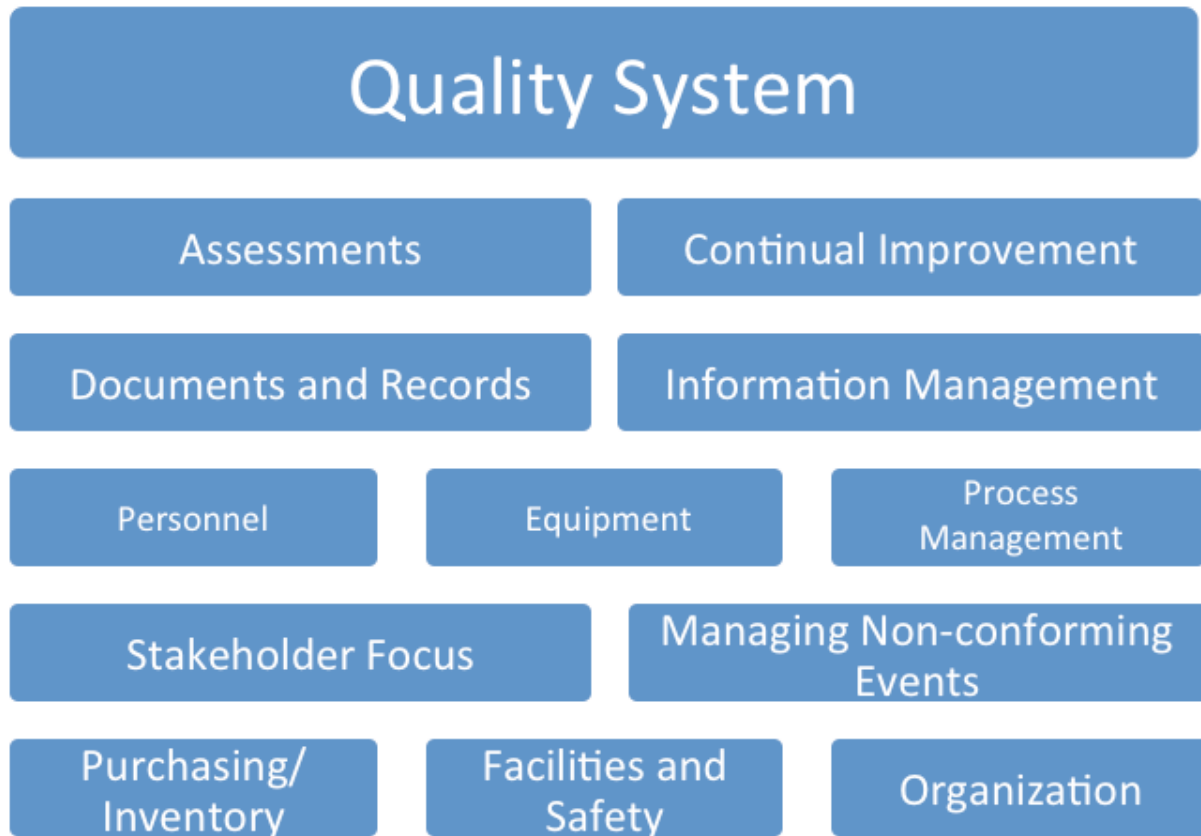 Quality System
Assessments
Continual Improvement
Documents and Records
Information Management
Personnel
Equipment
Process
Management
Stakeholder Focus
Managing Non-conforming
Events
Purchasing/
Inventory
Facilities and
Safety
Organization